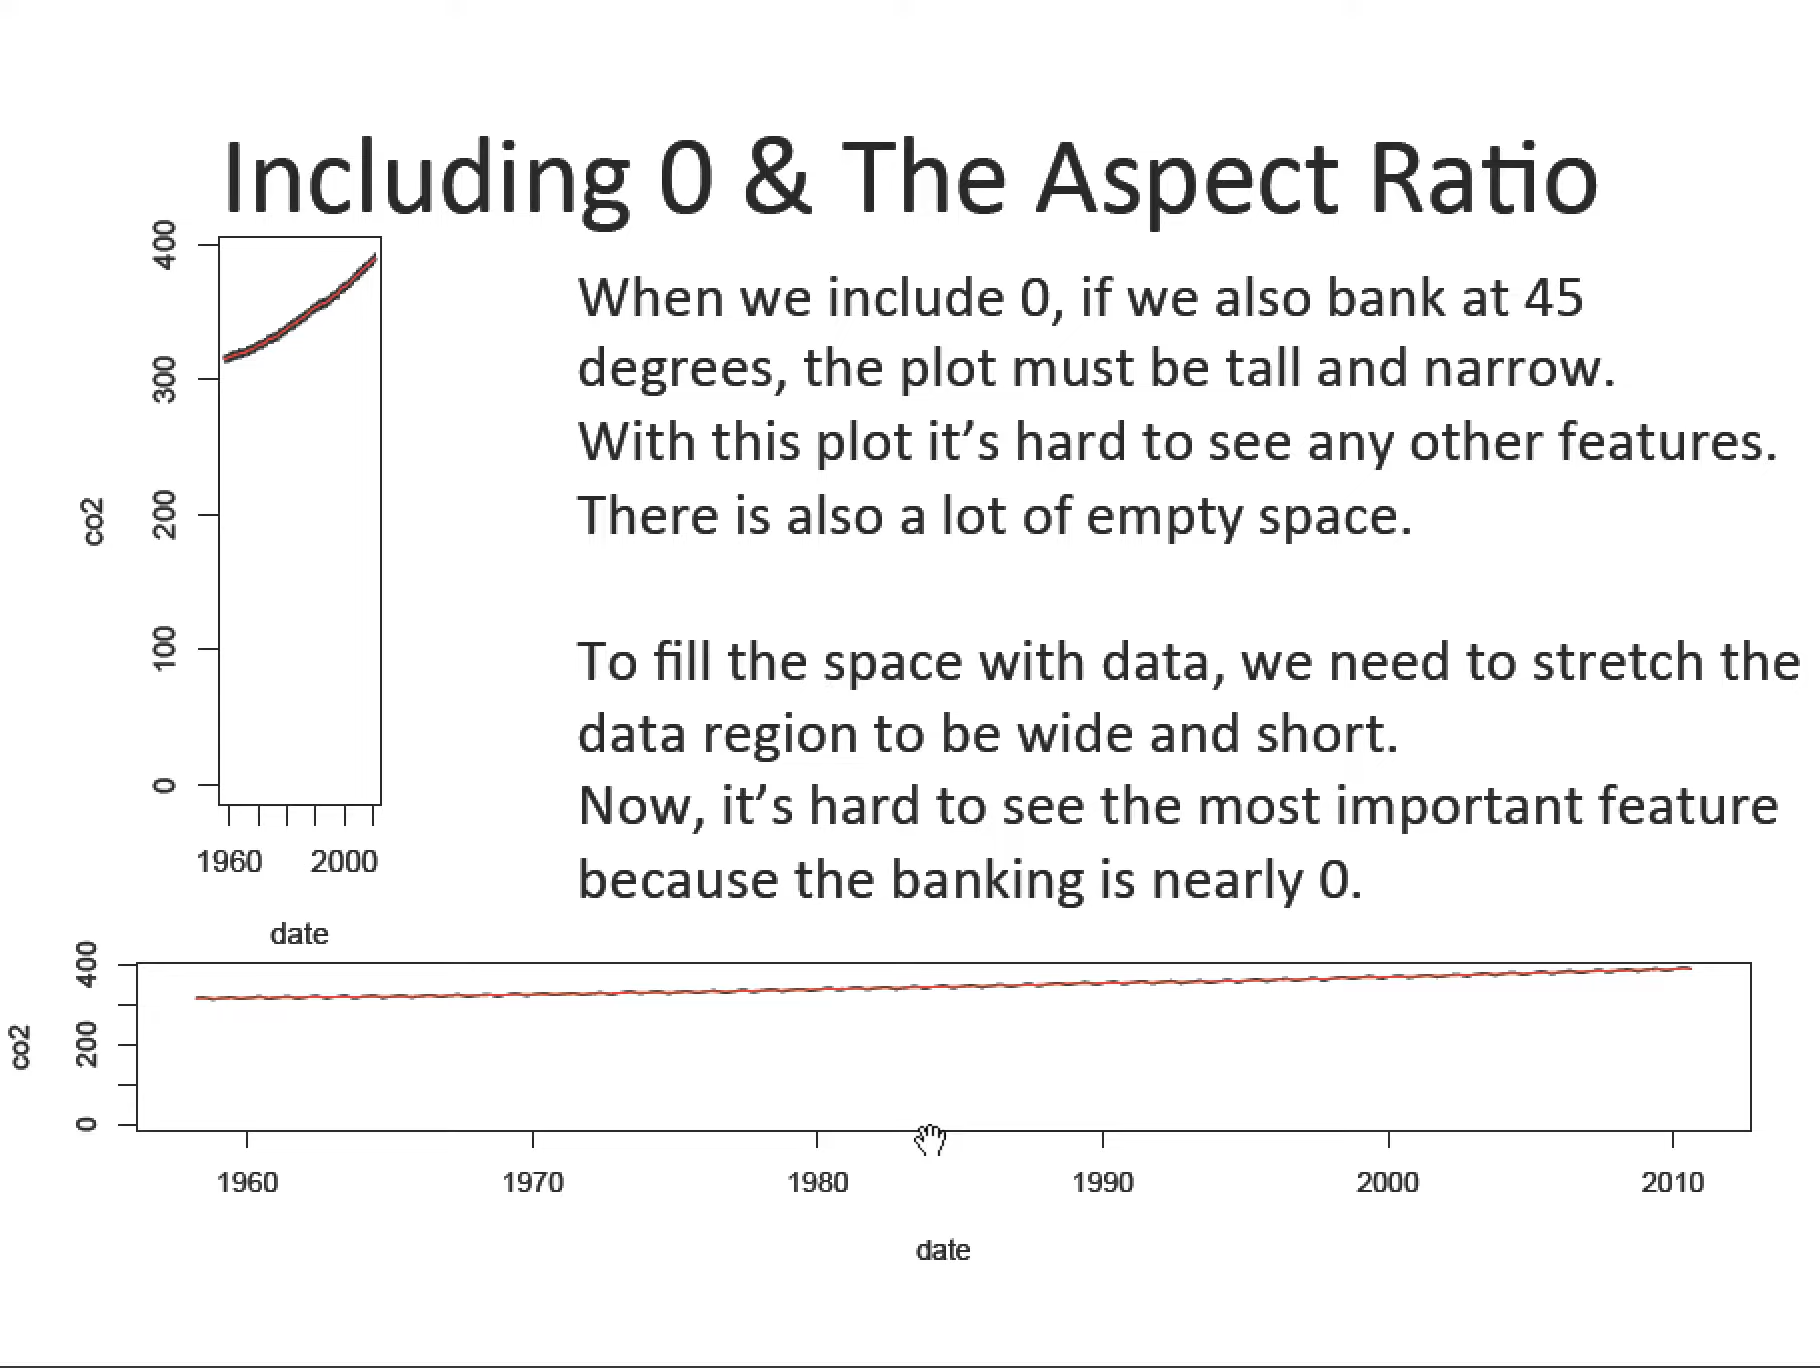 Including 0 & The Aspect Ratio
400
300
200
100
0
co2
1960 2000
date
When we include 0, if we also bank at 45
degrees, the plot must be tall and narrow.
With this plot it’s hard to see any other features.
There is also a lot of empty space.
To fill the space with data, we need to stretch the
data region to be wide and short.
Now, it’s hard to see the most important feature
because the banking is nearly 0.
400
200
0
co2
1960 1970 1980 1990 2000 2010
date